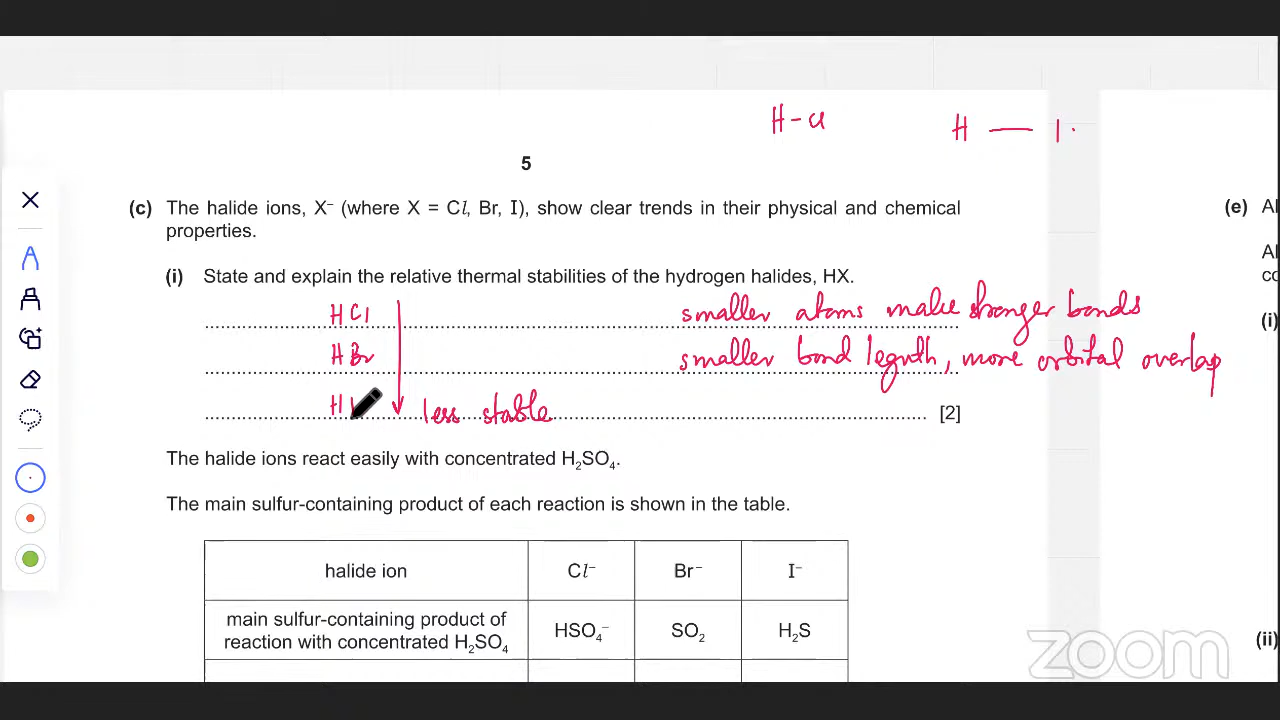 H - Cl
H — I
5
(c) The halide ions, X⁻ (where X = Cl, Br, I), show clear trends in their physical and chemical
properties.
(e) Al
Al
co
(i) State and explain the relative thermal stabilities of the hydrogen halides, HX.
HCl
smaller atoms make stronger bonds
(i)
HBr
smaller bond legnth, more orbital overlap
HI
less stable
[2]
The halide ions react easily with concentrated H₂SO₄.
The main sulfur-containing product of each reaction is shown in the table.
halide ion Cl⁻ Br⁻ I⁻
main sulfur-containing product of
reaction with concentrated H₂SO₄ HSO₄⁻ SO₂ H₂S
(ii)
zoom